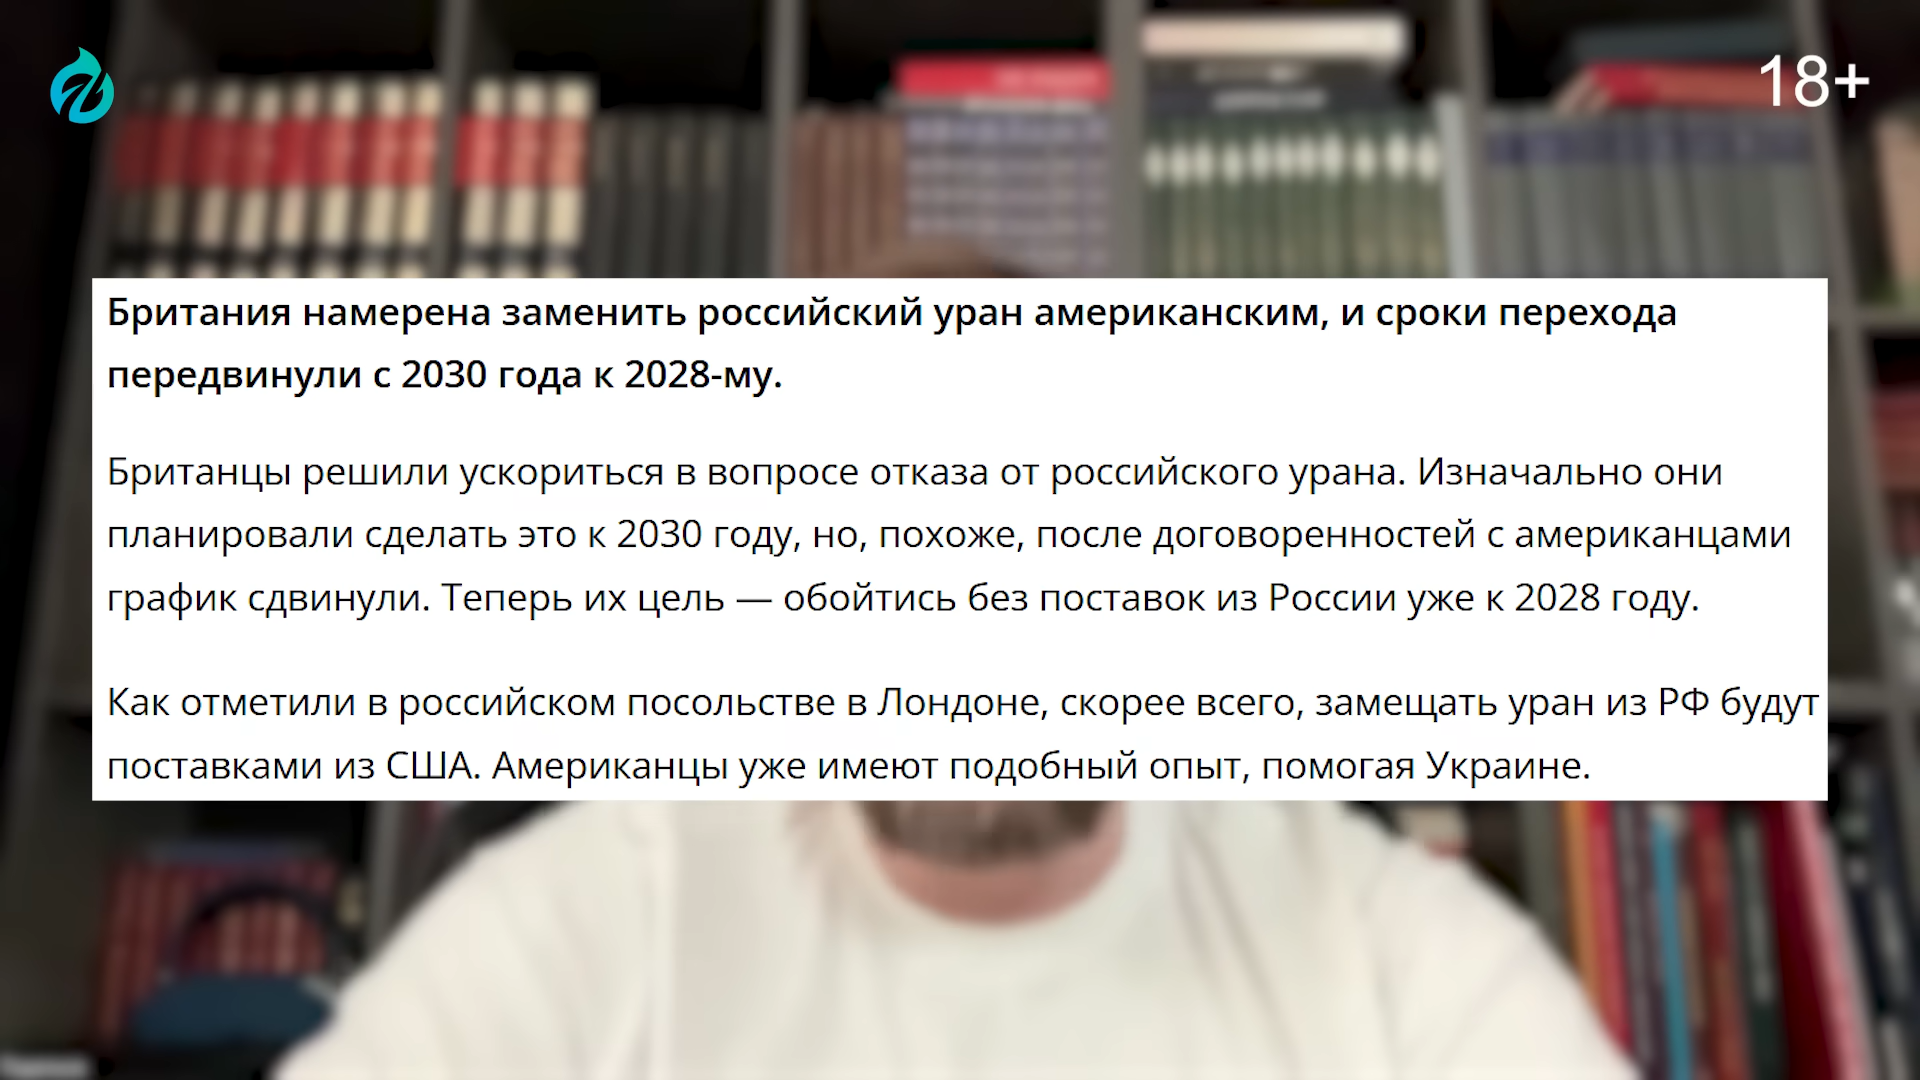 18+
Британия намерена заменить российский уран американским, и сроки перехода
передвинули с 2030 года к 2028-му.
Британцы решили ускориться в вопросе отказа от российского урана. Изначально они
планировали сделать это к 2030 году, но, похоже, после договоренностей с американцами
график сдвинули. Теперь их цель — обойтись без поставок из России уже к 2028 году.
Как отметили в российском посольстве в Лондоне, скорее всего, замещать уран из РФ будут
поставками из США. Американцы уже имеют подобный опыт, помогая Украине.